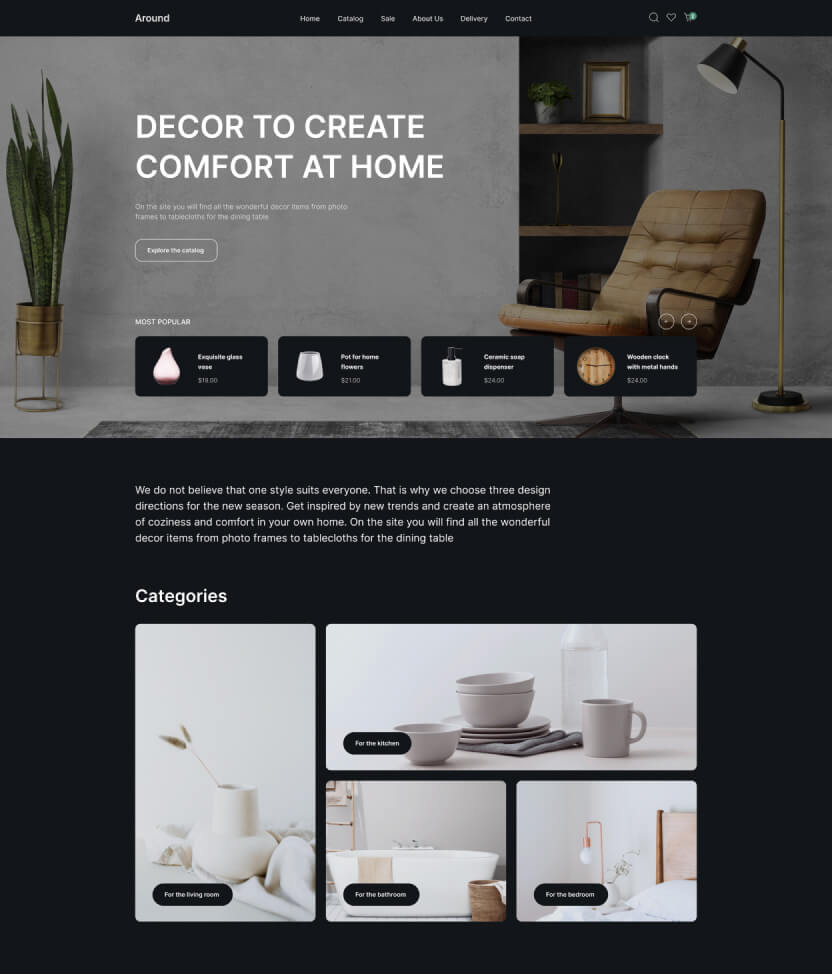 Around
Home Catalog Sale About Us Delivery Contact
DECOR TO CREATE
COMFORT AT HOME
On the site you will find all the wonderful decor items from photo
frames to tablecloths for the dining table
Explore the catalog
MOST POPULAR
Exquisite glass
vase
$19.00
Pot for home
flowers
$21.00
Ceramic soap
dispenser
$24.00
Wooden clock
with metal hands
$24.00
We do not believe that one style suits everyone. That is why we choose three design
directions for the new season. Get inspired by new trends and create an atmosphere
of coziness and comfort in your own home. On the site you will find all the wonderful
decor items from photo frames to tablecloths for the dining table
Categories
For the kitchen
For the living room
For the bathroom
For the bedroom